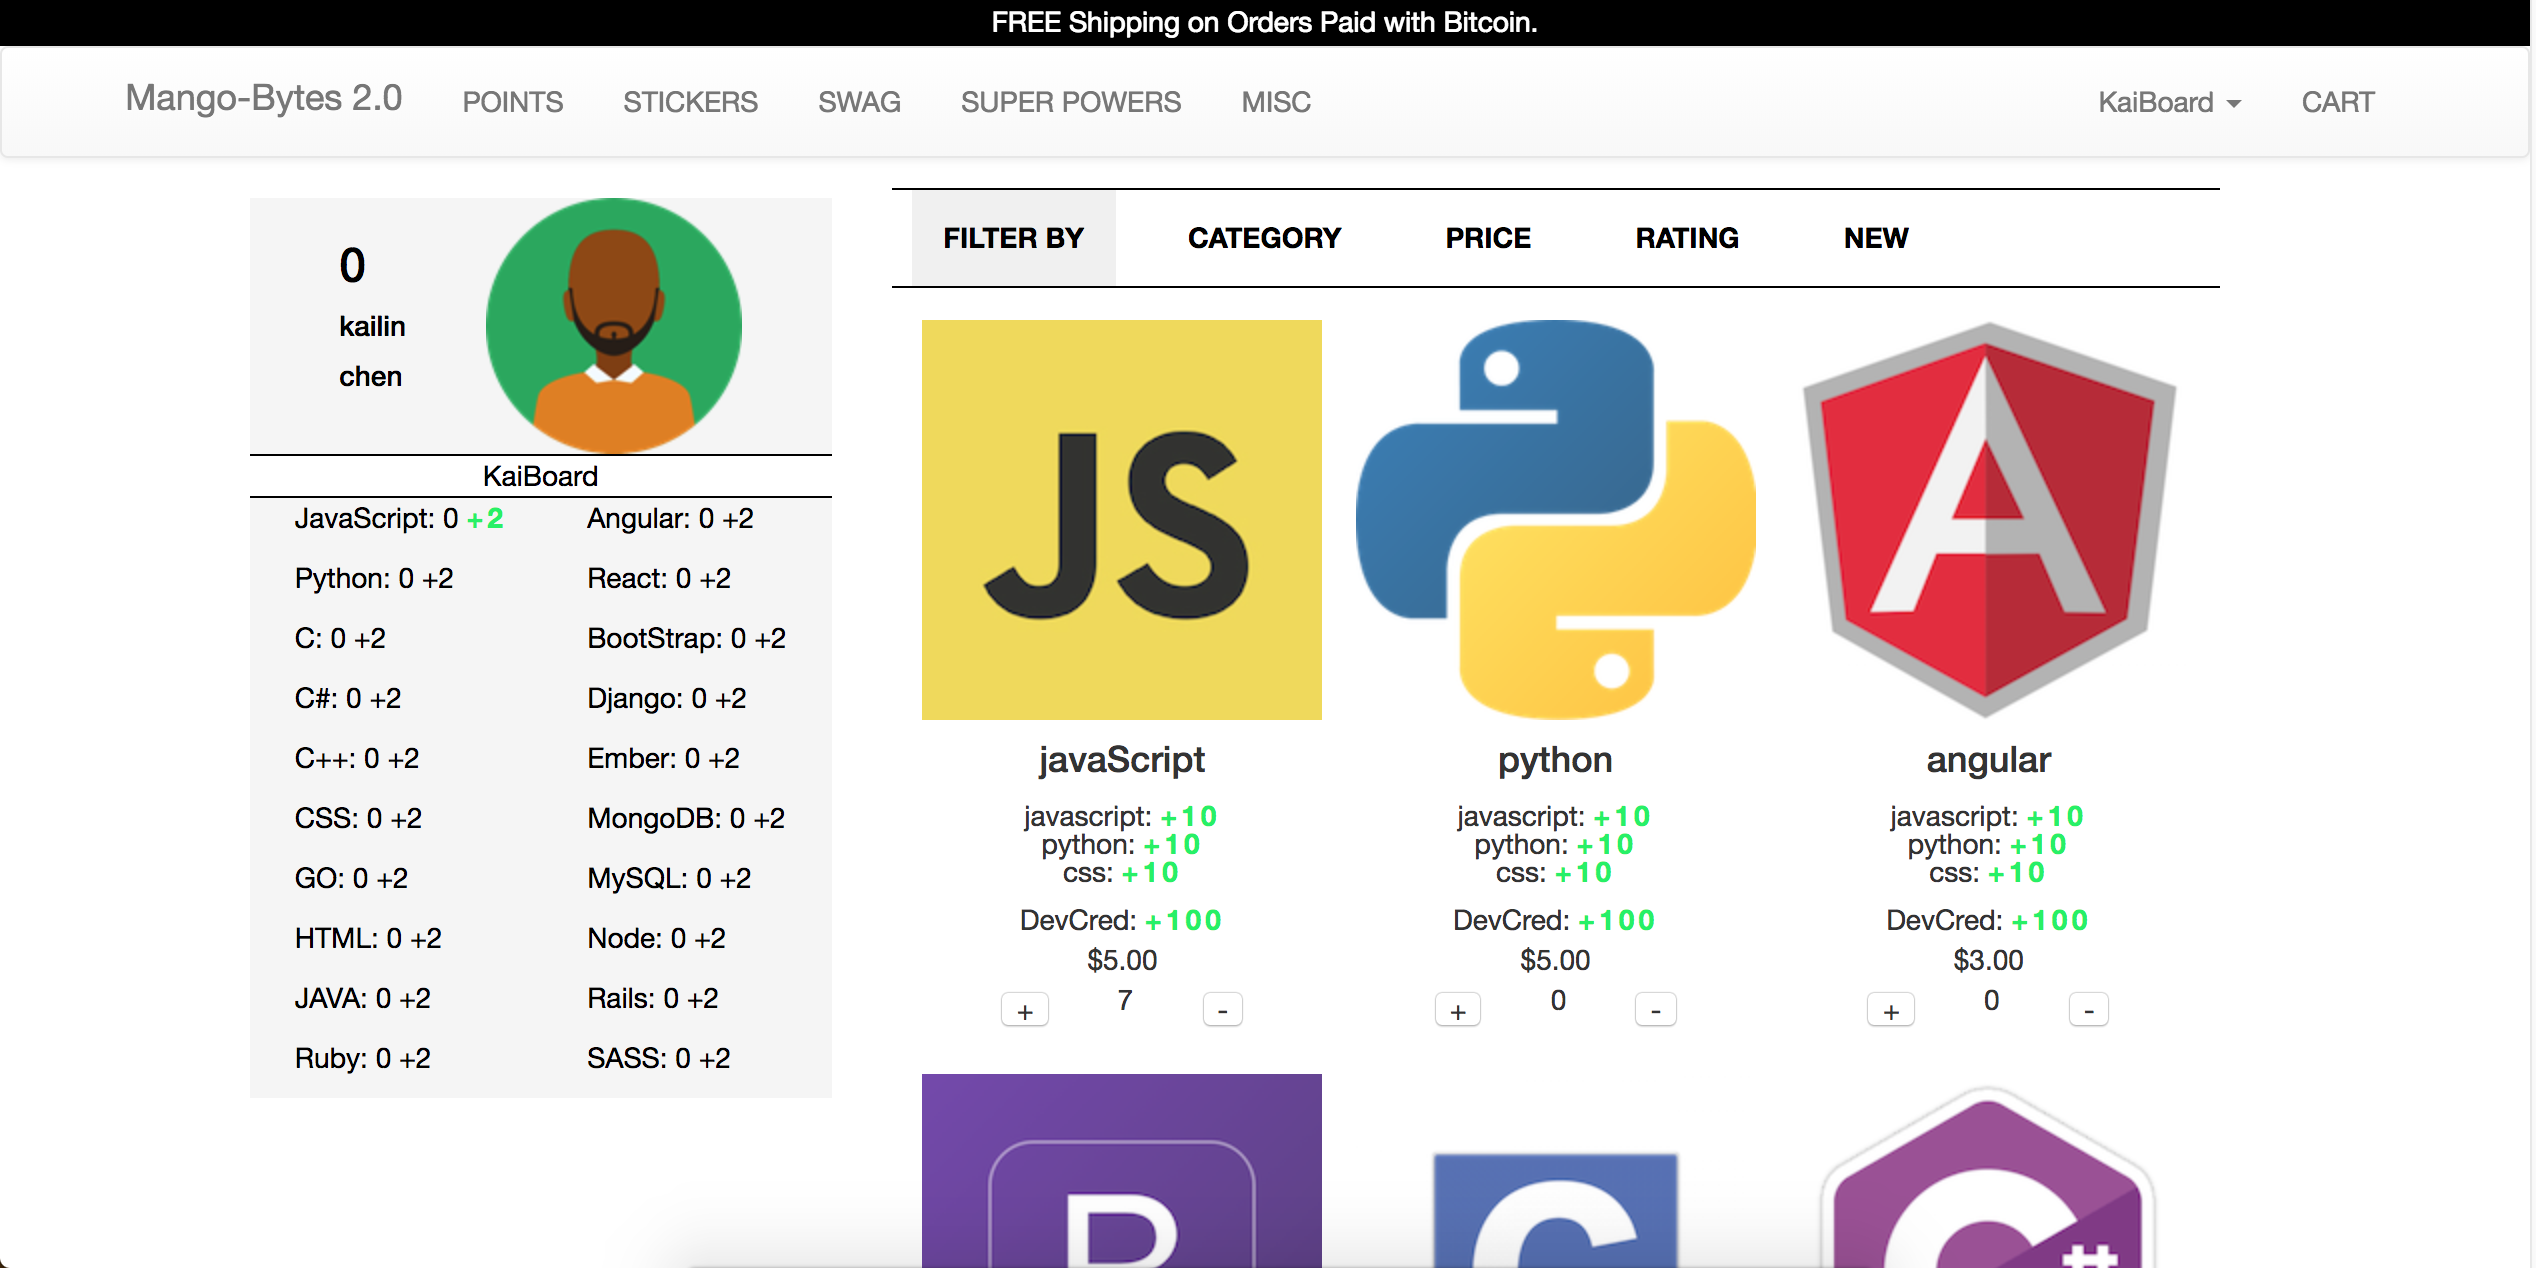 FREE Shipping on Orders Paid with Bitcoin.
Mango-Bytes 2.0 POINTS STICKERS SWAG SUPER POWERS MISC KaiBoard CART
0
kailin
chen
KaiBoard
JavaScript: 0 +2 Angular: 0 +2
Python: 0 +2 React: 0 +2
C: 0 +2 BootStrap: 0 +2
C#: 0 +2 Django: 0 +2
C++: 0 +2 Ember: 0 +2
CSS: 0 +2 MongoDB: 0 +2
GO: 0 +2 MySQL: 0 +2
HTML: 0 +2 Node: 0 +2
JAVA: 0 +2 Rails: 0 +2
Ruby: 0 +2 SASS: 0 +2
FILTER BY CATEGORY PRICE RATING NEW
JS A
javaScript python angular
javascript: +10 javascript: +10 javascript: +10
python: +10 python: +10 python: +10
css: +10 css: +10 css: +10
DevCred: +100 DevCred: +100 DevCred: +100
$5.00 $5.00 $3.00
+ 7 - + 0 - + 0 -
C C#